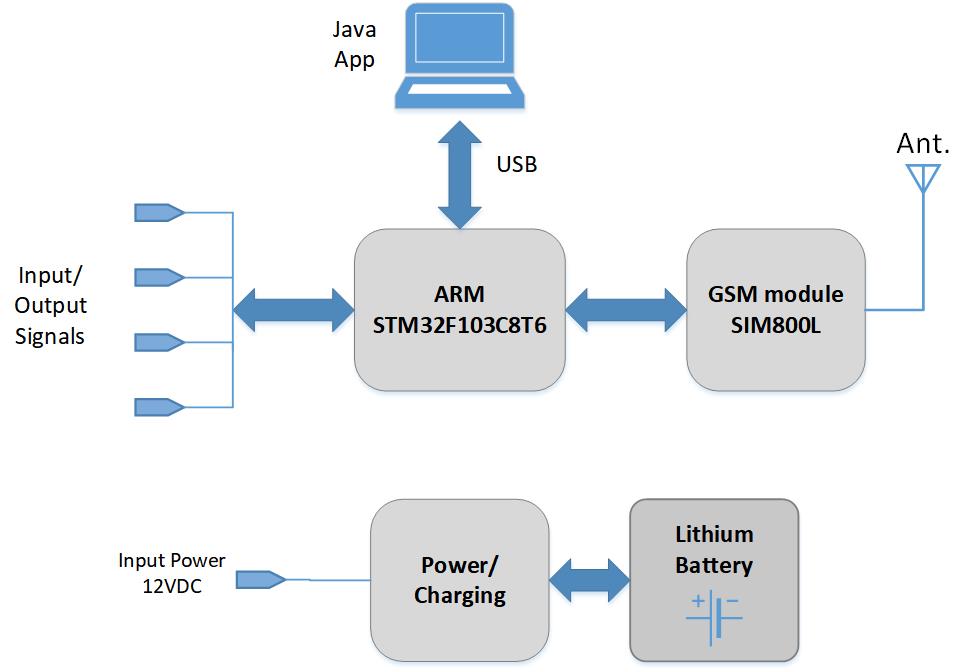 Java
App
USB
Ant.
Input/
Output
Signals
ARM
STM32F103C8T6
GSM module
SIM800L
Input Power
12VDC
Power/
Charging
Lithium
Battery
+ −